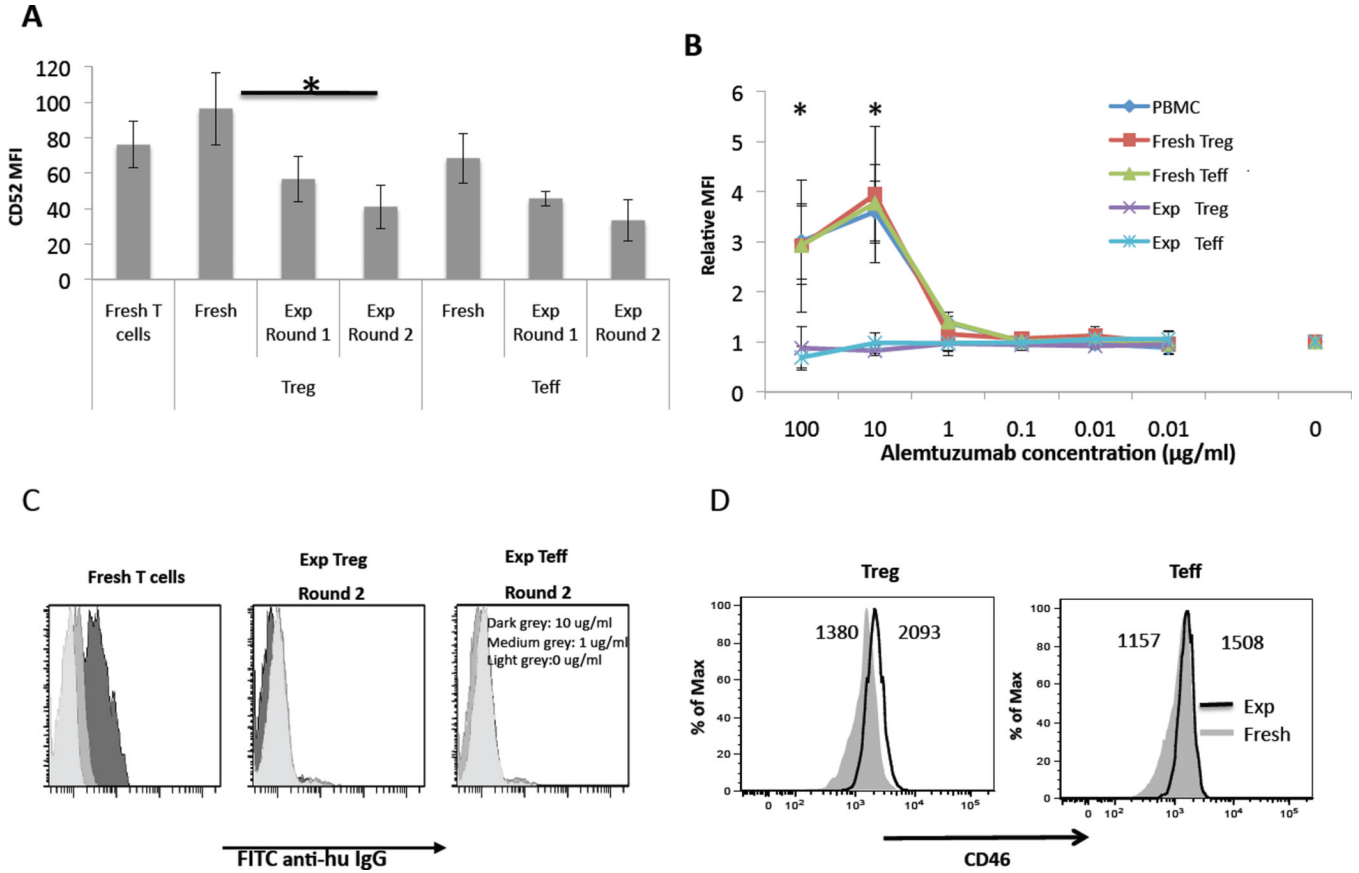 A
CD52 MFI
120
100
80
60
40
20
0
*
Fresh T cells
Fresh
Exp Round 1
Exp Round 2
Fresh
Exp Round 1
Exp Round 2
Treg
Teff
B
Relative MFI
6
5
4
3
2
1
0
* *
PBMC
Fresh Treg
Fresh Teff
Exp Treg
Exp Teff
100 10 1 0.1 0.01 0.01 0
Alemtuzumab concentration (µg/ml)
C
Fresh T cells
Exp Treg
Round 2
Exp Teff
Round 2
Dark grey: 10 ug/ml
Medium grey: 1 ug/ml
Light grey:0 ug/ml
FITC anti-hu IgG
D
Treg
% of Max
100
80
60
40
20
0
1380 2093
0 10² 10³ 10⁴ 10⁵
Teff
% of Max
100
80
60
40
20
0
1157 1508
Exp
Fresh
0 10² 10³ 10⁴ 10⁵
CD46